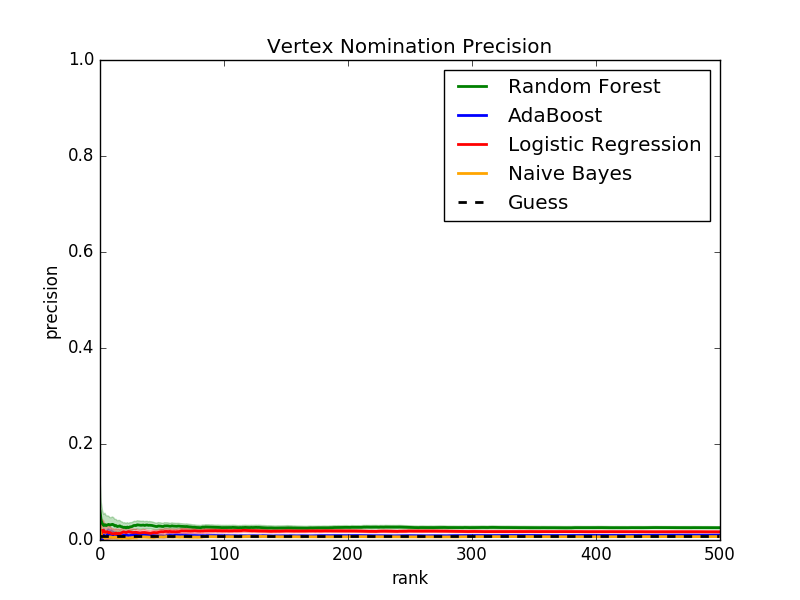 Vertex Nomination Precision
1.0
0.8
0.6
0.4
0.2
0.0
precision
Random Forest
AdaBoost
Logistic Regression
Naive Bayes
Guess
0 100 200 300 400 500
rank